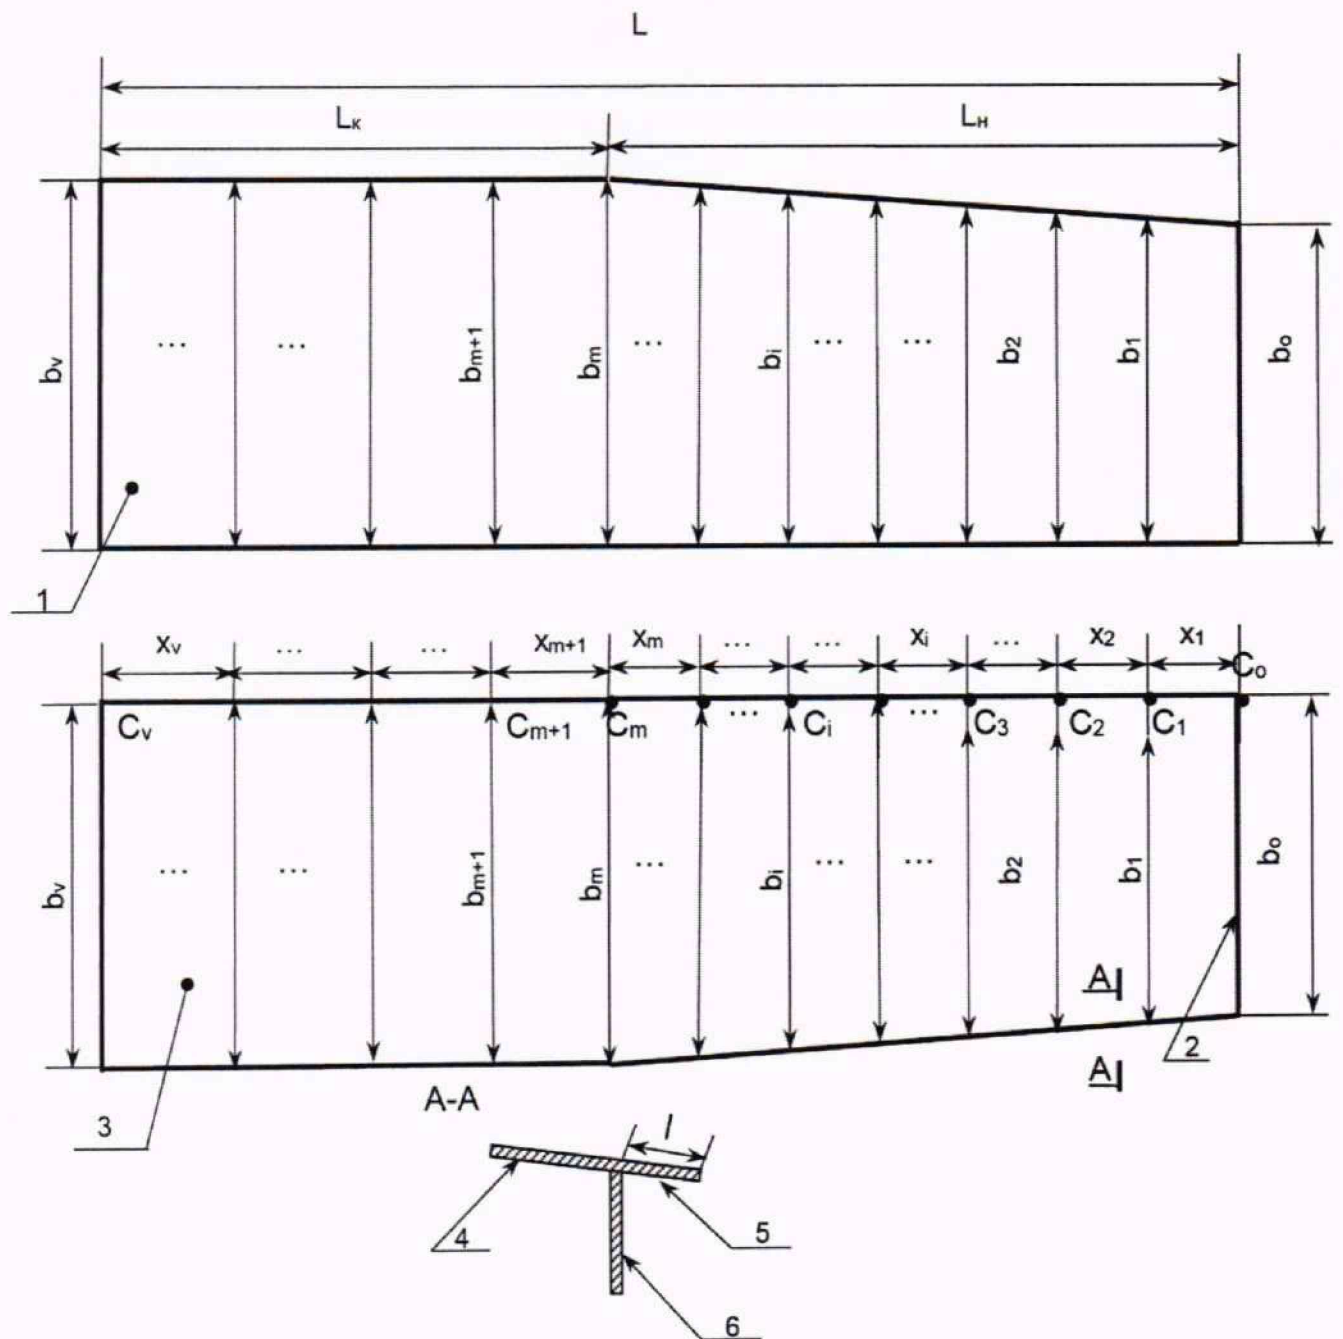 L
Lк Lн
bv ... ... bm+1 bm ... bi ... ... b2 b1 bo
1
xv ... ... xm+1 xm ... ... xi ... x2 x1
Co
Cv Cm+1 Cm ... Ci ... C3 C2 C1
bv ... ... bm+1 bm ... bi ... ... b2 b1 bo
A
2
A
A-A
3
l
4 5
6